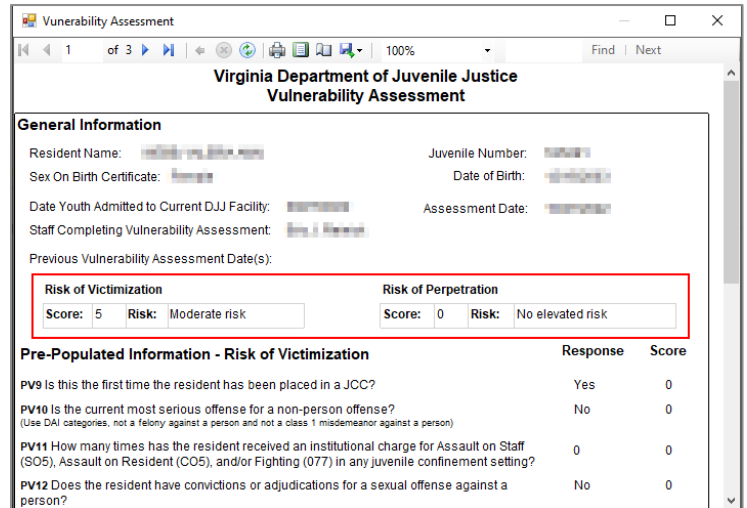 Vunerability Assessment
1 of 3 100% Find | Next
Virginia Department of Juvenile Justice
Vulnerability Assessment
General Information
Resident Name: Juvenile Number:
Sex On Birth Certificate: Date of Birth:
Date Youth Admitted to Current DJJ Facility: Assessment Date:
Staff Completing Vulnerability Assessment:
Previous Vulnerability Assessment Date(s):
Risk of Victimization Risk of Perpetration
Score: 5 Risk: Moderate risk Score: 0 Risk: No elevated risk
Pre-Populated Information - Risk of Victimization Response Score
PV9 Is this the first time the resident has been placed in a JCC? Yes 0
PV10 Is the current most serious offense for a non-person offense? No 0
(Use DAI categories, not a felony against a person and not a class 1 misdemeanor against a person)
PV11 How many times has the resident received an institutional charge for Assault on Staff
(SO5), Assault on Resident (CO5), and/or Fighting (077) in any juvenile confinement setting? 0 0
PV12 Does the resident have convictions or adjudications for a sexual offense against a No 0
person?